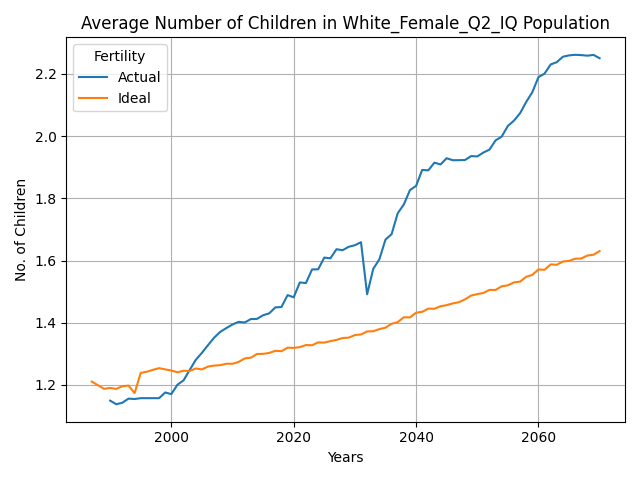 Average Number of Children in White_Female_Q2_IQ Population
Fertility
Actual
Ideal
No. of Children
2.2
2.0
1.8
1.6
1.4
1.2
2000
2020
2040
2060
Years